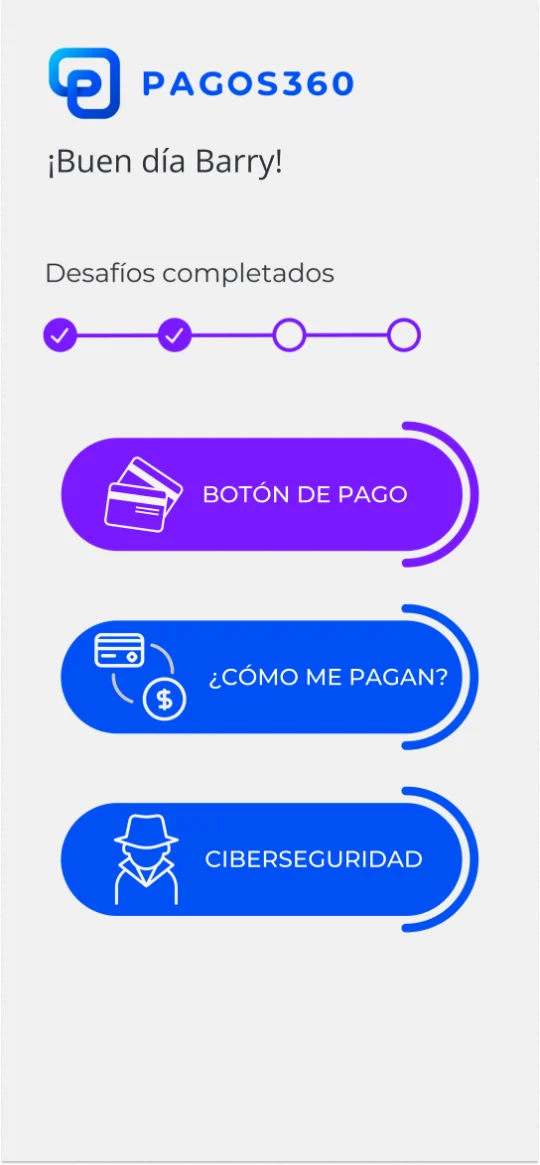 PAGOS360
¡Buen día Barry!
Desafíos completados
BOTÓN DE PAGO
$
¿CÓMO ME PAGAN?
CIBERSEGURIDAD